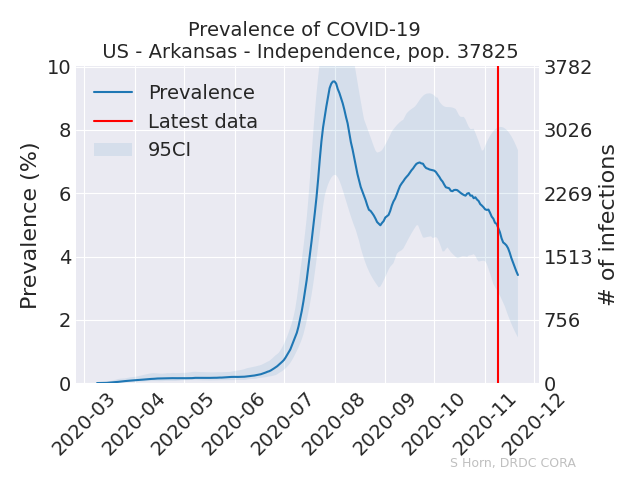 Prevalence of COVID-19
US - Arkansas - Independence, pop. 37825
10
8
6
4
2
0
Prevalence (%)
Prevalence
Latest data
95CI
3782
3026
2269
1513
756
0
# of infections
2020-03
2020-04
2020-05
2020-06
2020-07
2020-08
2020-09
2020-10
2020-11
2020-12
S Horn, DRDC CORA